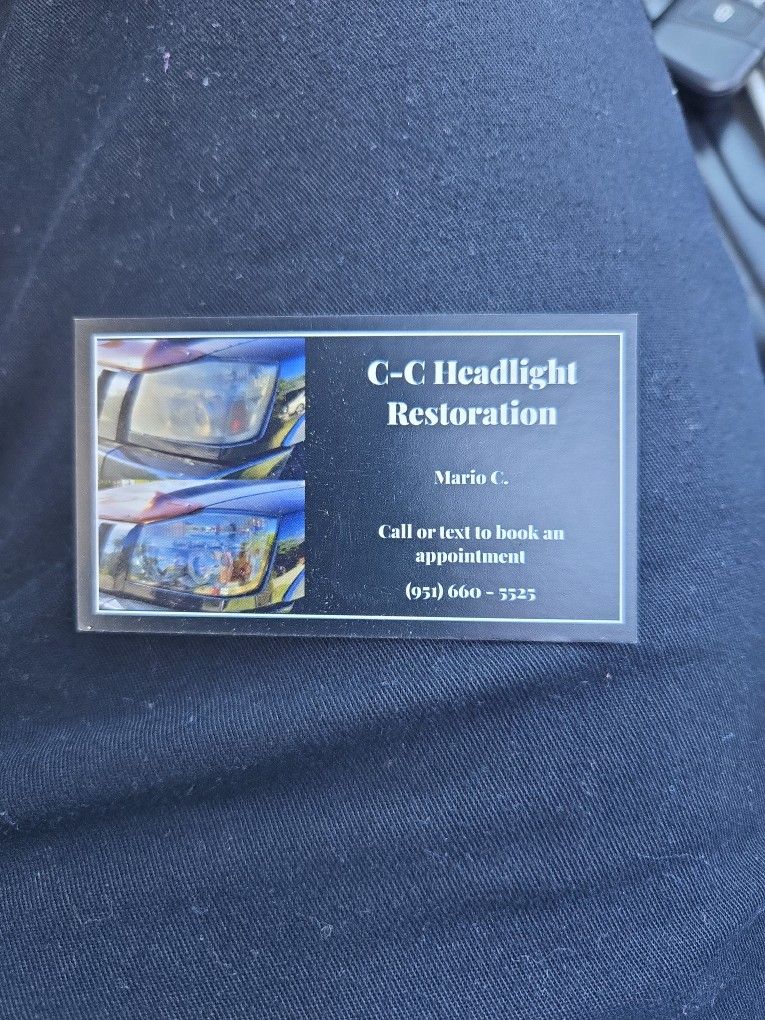 C-C Headlight
Restoration
Mario C.
Call or text to book an
appointment
(951) 660 - 5525